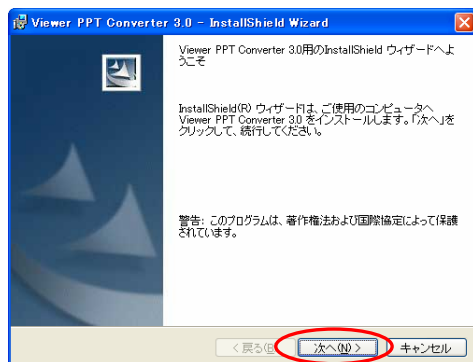 Viewer PPT Converter 3.0 - InstallShield Wizard
Viewer PPT Converter 3.0用のInstallShield ウィザードへよ
うこそ
InstallShield(R) ウィザードは、ご使用のコンピュータへ
Viewer PPT Converter 3.0 をインストールします。「次へ」を
クリックして、続行してください。
警告: このプログラムは、著作権法および国際協定によって保護
されています。
< 戻る(B) 次へ(N) > キャンセル